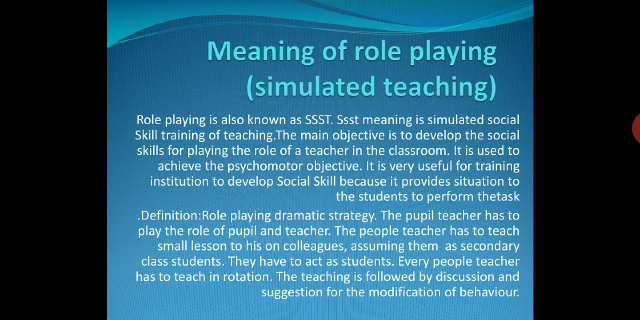 Meaning of role playing
(simulated teaching)
Role playing is also known as SSST. Ssst meaning is simulated social
Skill training of teaching.The main objective is to develop the social
skills for playing the role of a teacher in the classroom. It is used to
achieve the psychomotor objective. It is very useful for training
institution to develop Social Skill because it provides situation to
the students to perform thetask
.Definition:Role playing dramatic strategy. The pupil teacher has to
play the role of pupil and teacher. The people teacher has to teach
small lesson to his on colleagues, assuming them as secondary
class students. They have to act as students. Every people teacher
has to teach in rotation. The teaching is followed by discussion and
suggestion for the modification of behaviour.